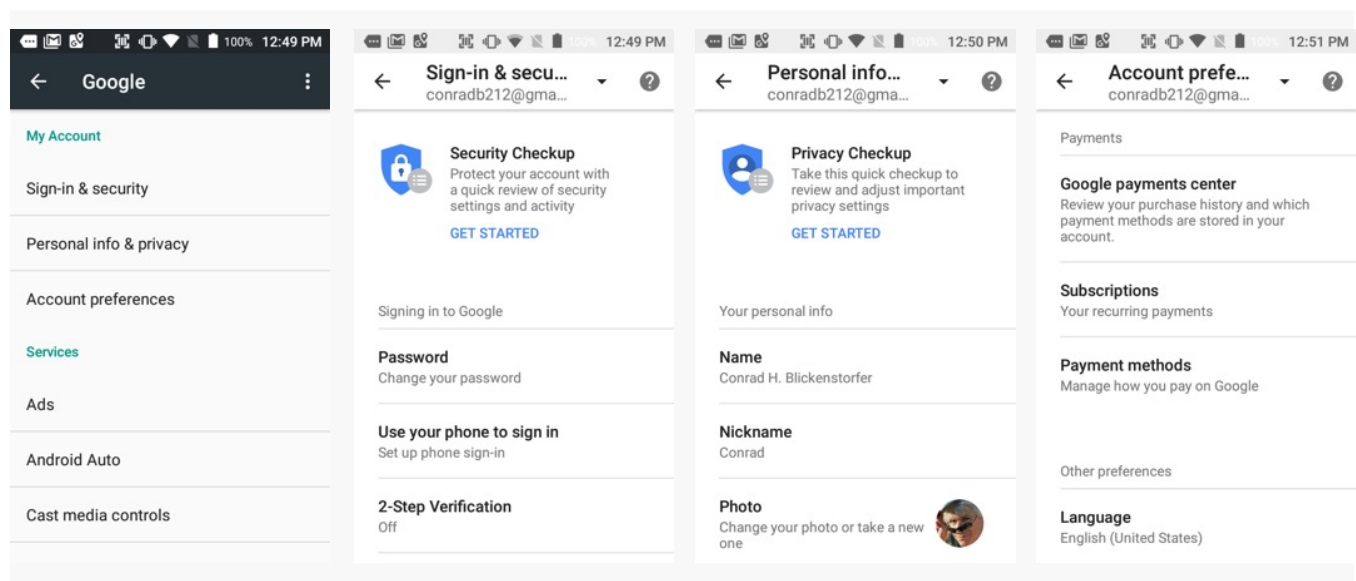 100% 12:49 PM
Google
My Account
Sign-in & security
Personal info & privacy
Account preferences
Services
Ads
Android Auto
Cast media controls
100% 12:49 PM
Sign-in & secu...
conradb212@gma...
Security Checkup
Protect your account with
a quick review of security
settings and activity
GET STARTED
Signing in to Google
Password
Change your password
Use your phone to sign in
Set up phone sign-in
2-Step Verification
Off
100% 12:50 PM
Personal info...
conradb212@gma...
Privacy Checkup
Take this quick checkup to
review and adjust important
privacy settings
GET STARTED
Your personal info
Name
Conrad H. Blickenstorfer
Nickname
Conrad
Photo
Change your photo or take a new
one
100% 12:51 PM
Account prefe...
conradb212@gma...
Payments
Google payments center
Review your purchase history and which
payment methods are stored in your
account.
Subscriptions
Your recurring payments
Payment methods
Manage how you pay on Google
Other preferences
Language
English (United States)